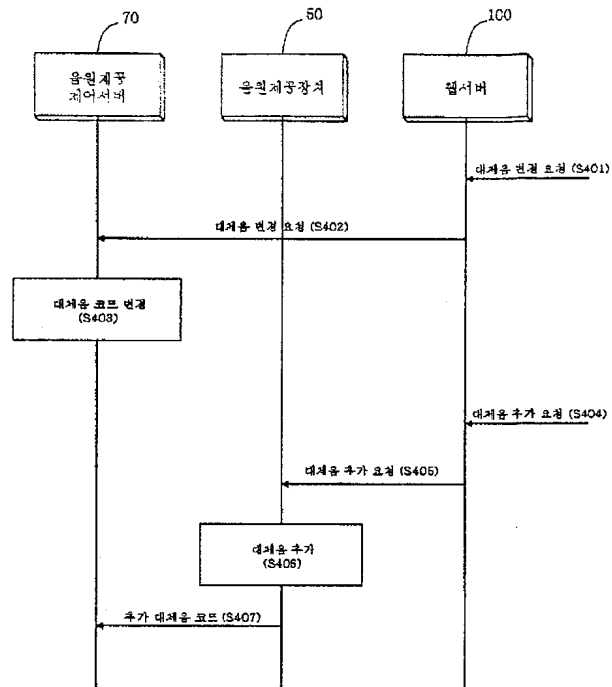 70
50
100
음원제공
제어서버
음원제공장치
웹서버
대체음 변경 요청 (S401)
대체음 변경 요청 (S402)
대체음 코드 변경
(S403)
대체음 추가 요청 (S404)
대체음 추가 요청 (S405)
대체음 추가
(S406)
추가 대체음 코드 (S407)